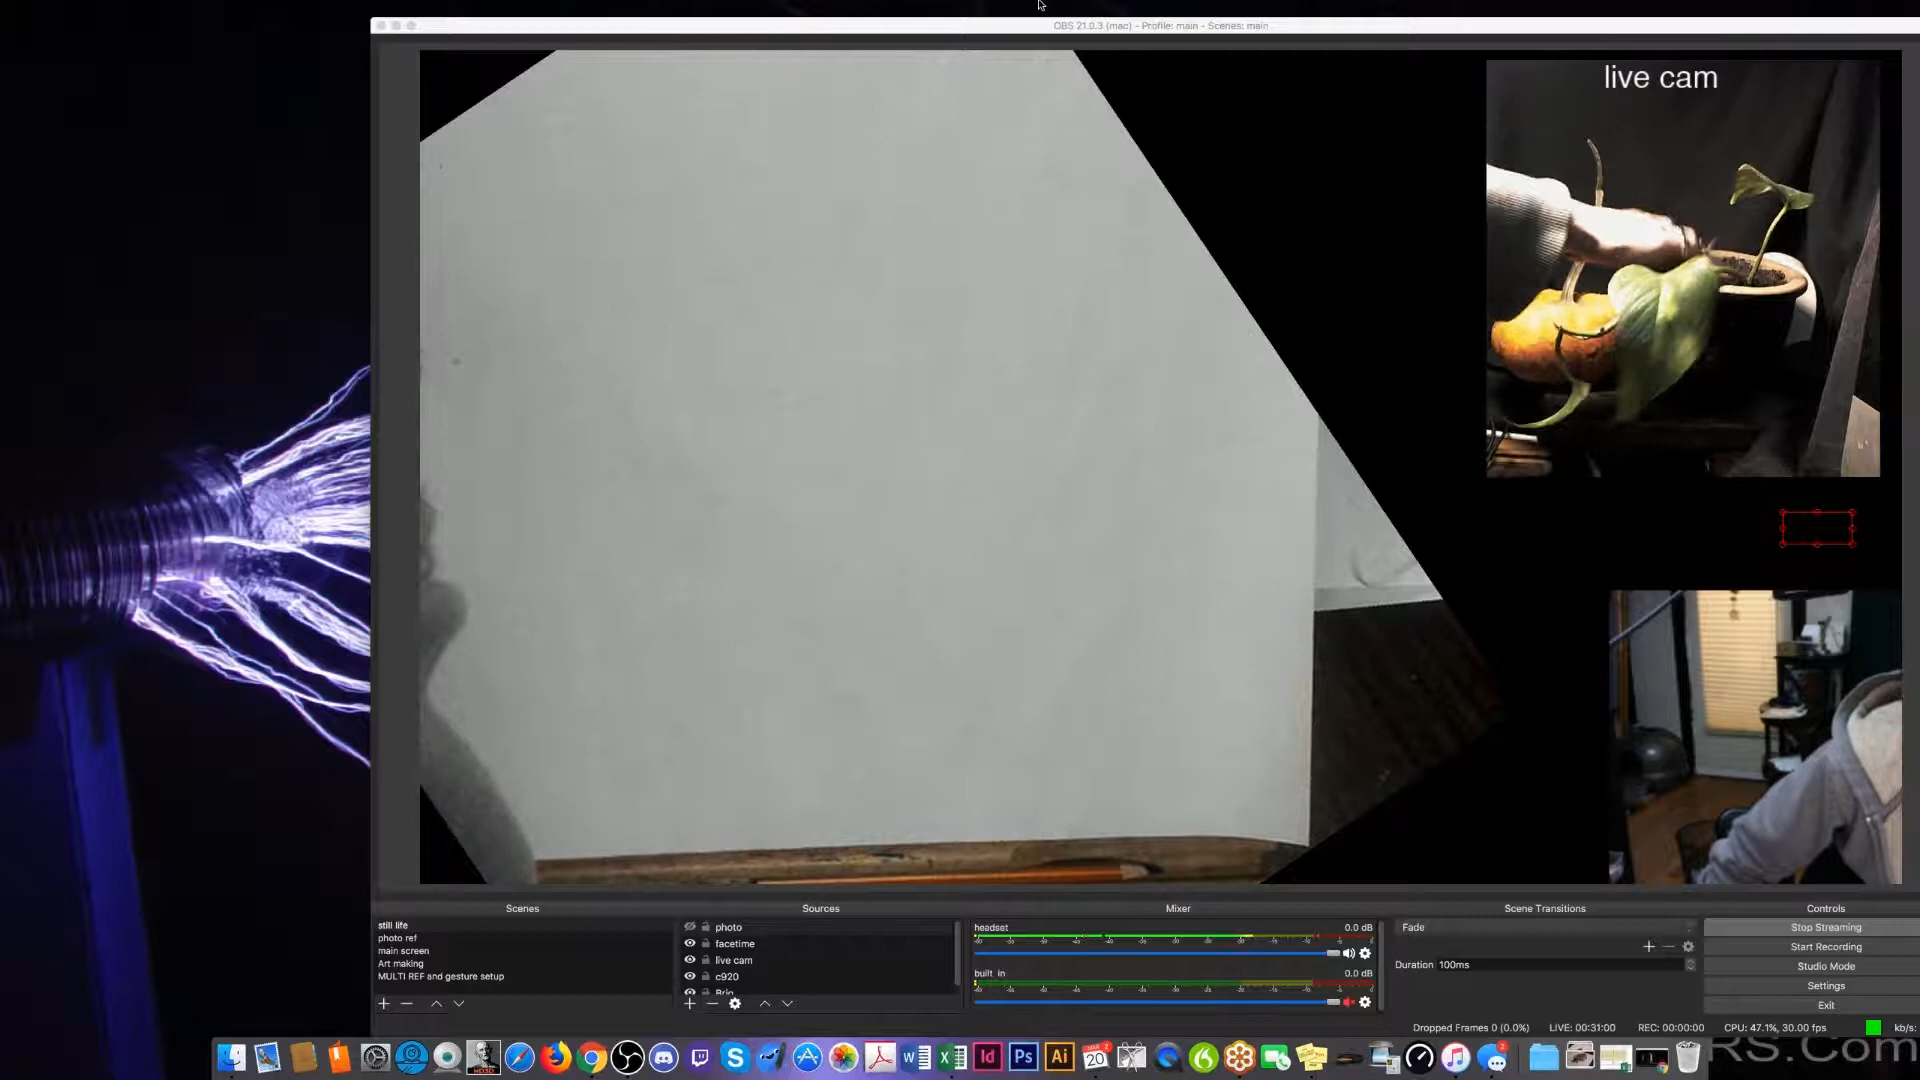 OBS 21.0.3 (mac) - Profile: main - Scenes: main
live cam
Scenes
Sources
Mixer
Scene Transitions
Controls
still life
photo ref
main screen
Art making
MULTI REF and gesture setup
photo
facetime
live cam
c920
Brio
headset
0.0 dB
built in
0.0 dB
Fade
Duration
100ms
Stop Streaming
Start Recording
Studio Mode
Settings
Exit
Dropped Frames 0 (0.0%)
LIVE: 00:31:00
REC: 00:00:00
CPU: 47.1%, 30.00 fps
kb/s:
MAR
20
RS.Com